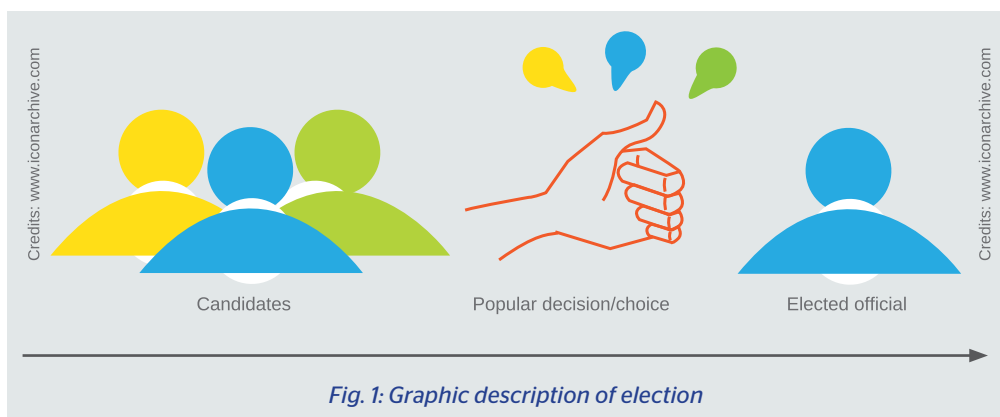 Credits: www.iconarchive.com
Credits: www.iconarchive.com
Candidates
Popular decision/choice
Elected official
Fig. 1: Graphic description of election